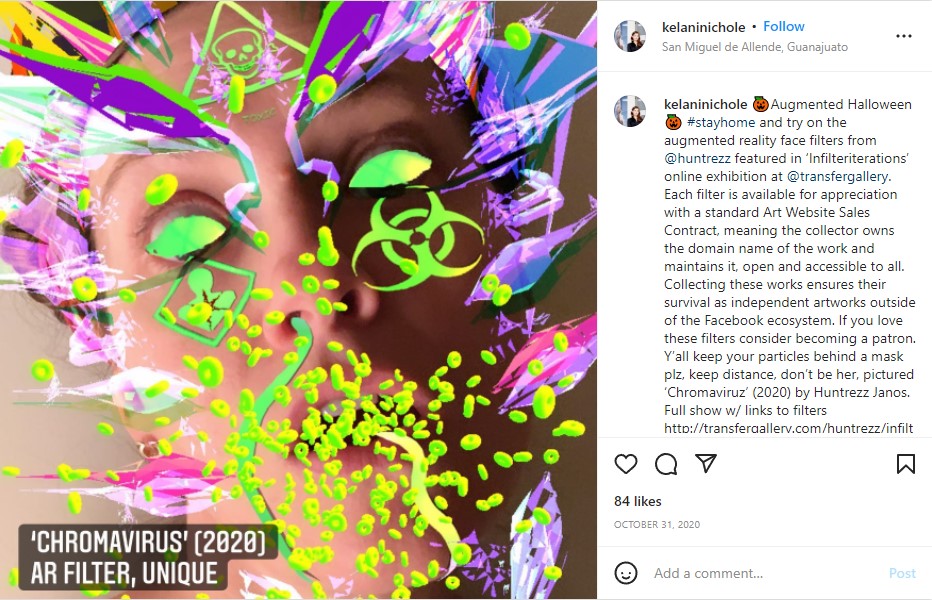 TOXIC
'CHROMAVIRUS' (2020)
AR FILTER, UNIQUE
kelaninichole • Follow
San Miguel de Allende, Guanajuato
kelaninichole 🎃Augmented Halloween
🎃 #stayhome and try on the
augmented reality face filters from
@huntrezz featured in 'Infilteriterations'
online exhibition at @transfergallery.
Each filter is available for appreciation
with a standard Art Website Sales
Contract, meaning the collector owns
the domain name of the work and
maintains it, open and accessible to all.
Collecting these works ensures their
survival as independent artworks outside
of the Facebook ecosystem. If you love
these filters consider becoming a patron.
Y'all keep your particles behind a mask
plz, keep distance, don't be her, pictured
'Chromaviruz' (2020) by Huntrezz Janos.
Full show w/ links to filters
http://transfergallery.com/huntrezz/infilt
84 likes
OCTOBER 31, 2020
Add a comment...
Post